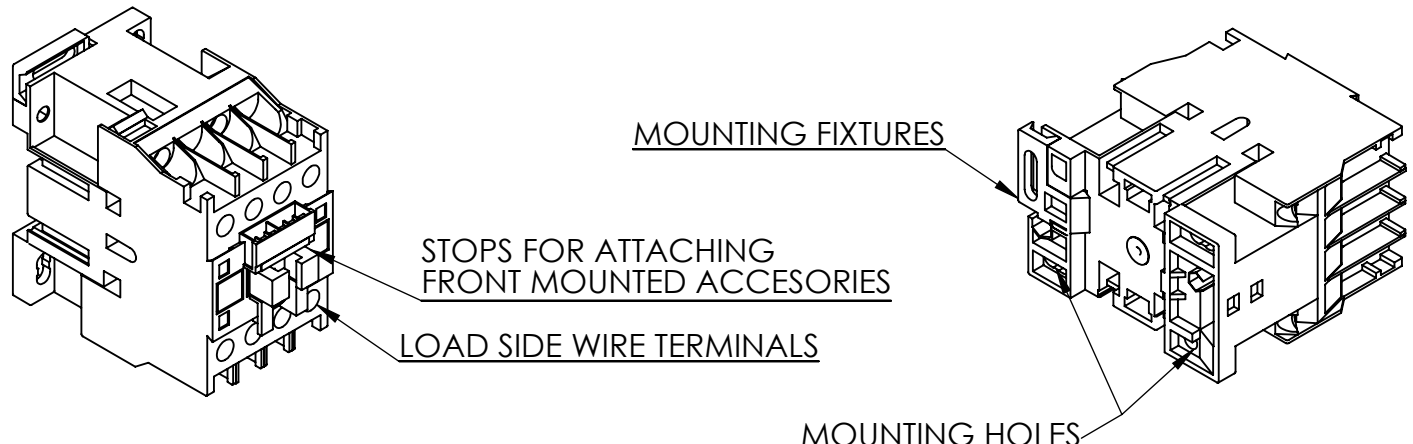 MOUNTING FIXTURES
STOPS FOR ATTACHING
FRONT MOUNTED ACCESORIES
LOAD SIDE WIRE TERMINALS
MOUNTING HOLES